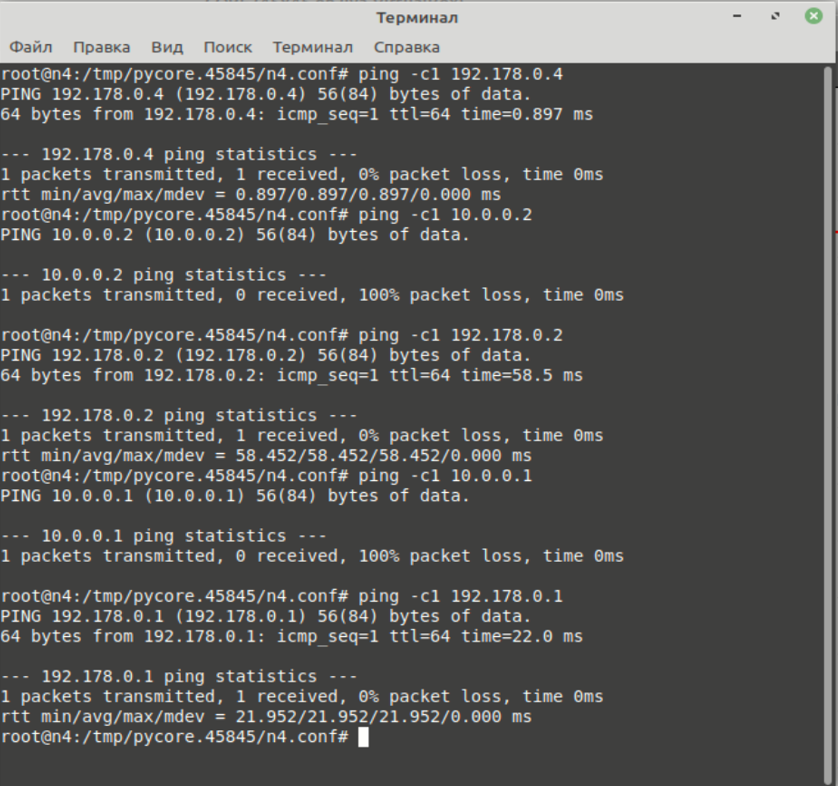 Терминал
Файл Правка Вид Поиск Терминал Справка
root@n4:/tmp/pycore.45845/n4.conf# ping -c1 192.178.0.4
PING 192.178.0.4 (192.178.0.4) 56(84) bytes of data.
64 bytes from 192.178.0.4: icmp_seq=1 ttl=64 time=0.897 ms
--- 192.178.0.4 ping statistics ---
1 packets transmitted, 1 received, 0% packet loss, time 0ms
rtt min/avg/max/mdev = 0.897/0.897/0.897/0.000 ms
root@n4:/tmp/pycore.45845/n4.conf# ping -c1 10.0.0.2
PING 10.0.0.2 (10.0.0.2) 56(84) bytes of data.
--- 10.0.0.2 ping statistics ---
1 packets transmitted, 0 received, 100% packet loss, time 0ms
root@n4:/tmp/pycore.45845/n4.conf# ping -c1 192.178.0.2
PING 192.178.0.2 (192.178.0.2) 56(84) bytes of data.
64 bytes from 192.178.0.2: icmp_seq=1 ttl=64 time=58.5 ms
--- 192.178.0.2 ping statistics ---
1 packets transmitted, 1 received, 0% packet loss, time 0ms
rtt min/avg/max/mdev = 58.452/58.452/58.452/0.000 ms
root@n4:/tmp/pycore.45845/n4.conf# ping -c1 10.0.0.1
PING 10.0.0.1 (10.0.0.1) 56(84) bytes of data.
--- 10.0.0.1 ping statistics ---
1 packets transmitted, 0 received, 100% packet loss, time 0ms
root@n4:/tmp/pycore.45845/n4.conf# ping -c1 192.178.0.1
PING 192.178.0.1 (192.178.0.1) 56(84) bytes of data.
64 bytes from 192.178.0.1: icmp_seq=1 ttl=64 time=22.0 ms
--- 192.178.0.1 ping statistics ---
1 packets transmitted, 1 received, 0% packet loss, time 0ms
rtt min/avg/max/mdev = 21.952/21.952/21.952/0.000 ms
root@n4:/tmp/pycore.45845/n4.conf#